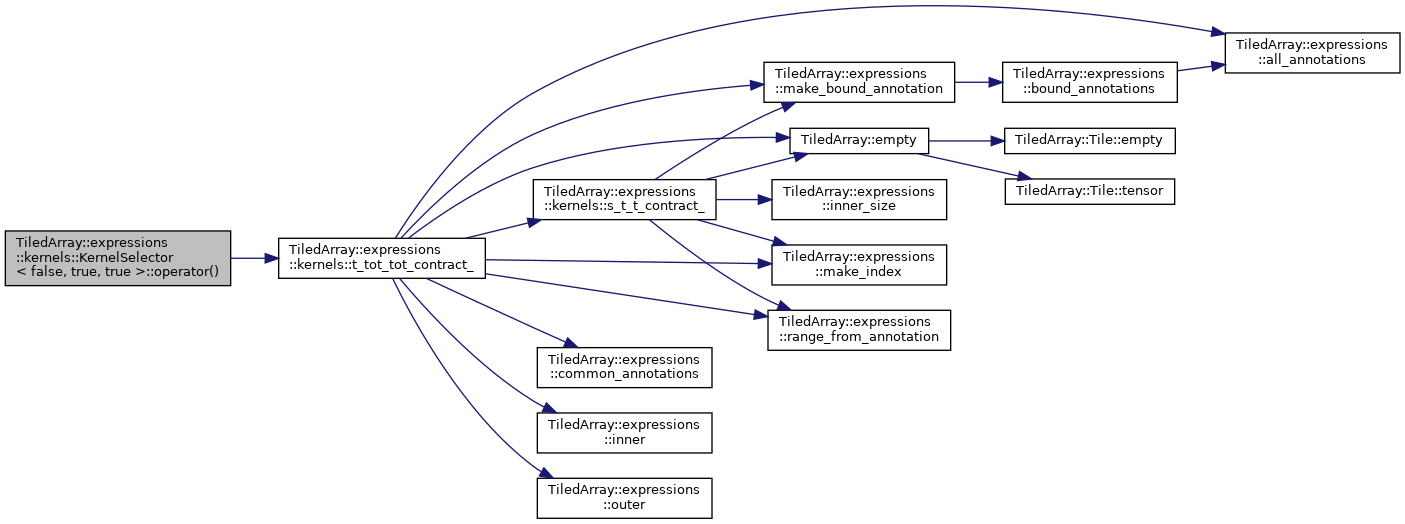 TiledArray::expressions
::kernels::KernelSelector
< false, true, true >::operator()
TiledArray::expressions
::kernels::t_tot_tot_contract_
TiledArray::expressions
::kernels::s_t_t_contract_
TiledArray::expressions
::common_annotations
TiledArray::expressions
::inner
TiledArray::expressions
::outer
TiledArray::expressions
::make_bound_annotation
TiledArray::empty
TiledArray::expressions
::inner_size
TiledArray::expressions
::make_index
TiledArray::expressions
::range_from_annotation
TiledArray::expressions
::bound_annotations
TiledArray::Tile::empty
TiledArray::Tile::tensor
TiledArray::expressions
::all_annotations